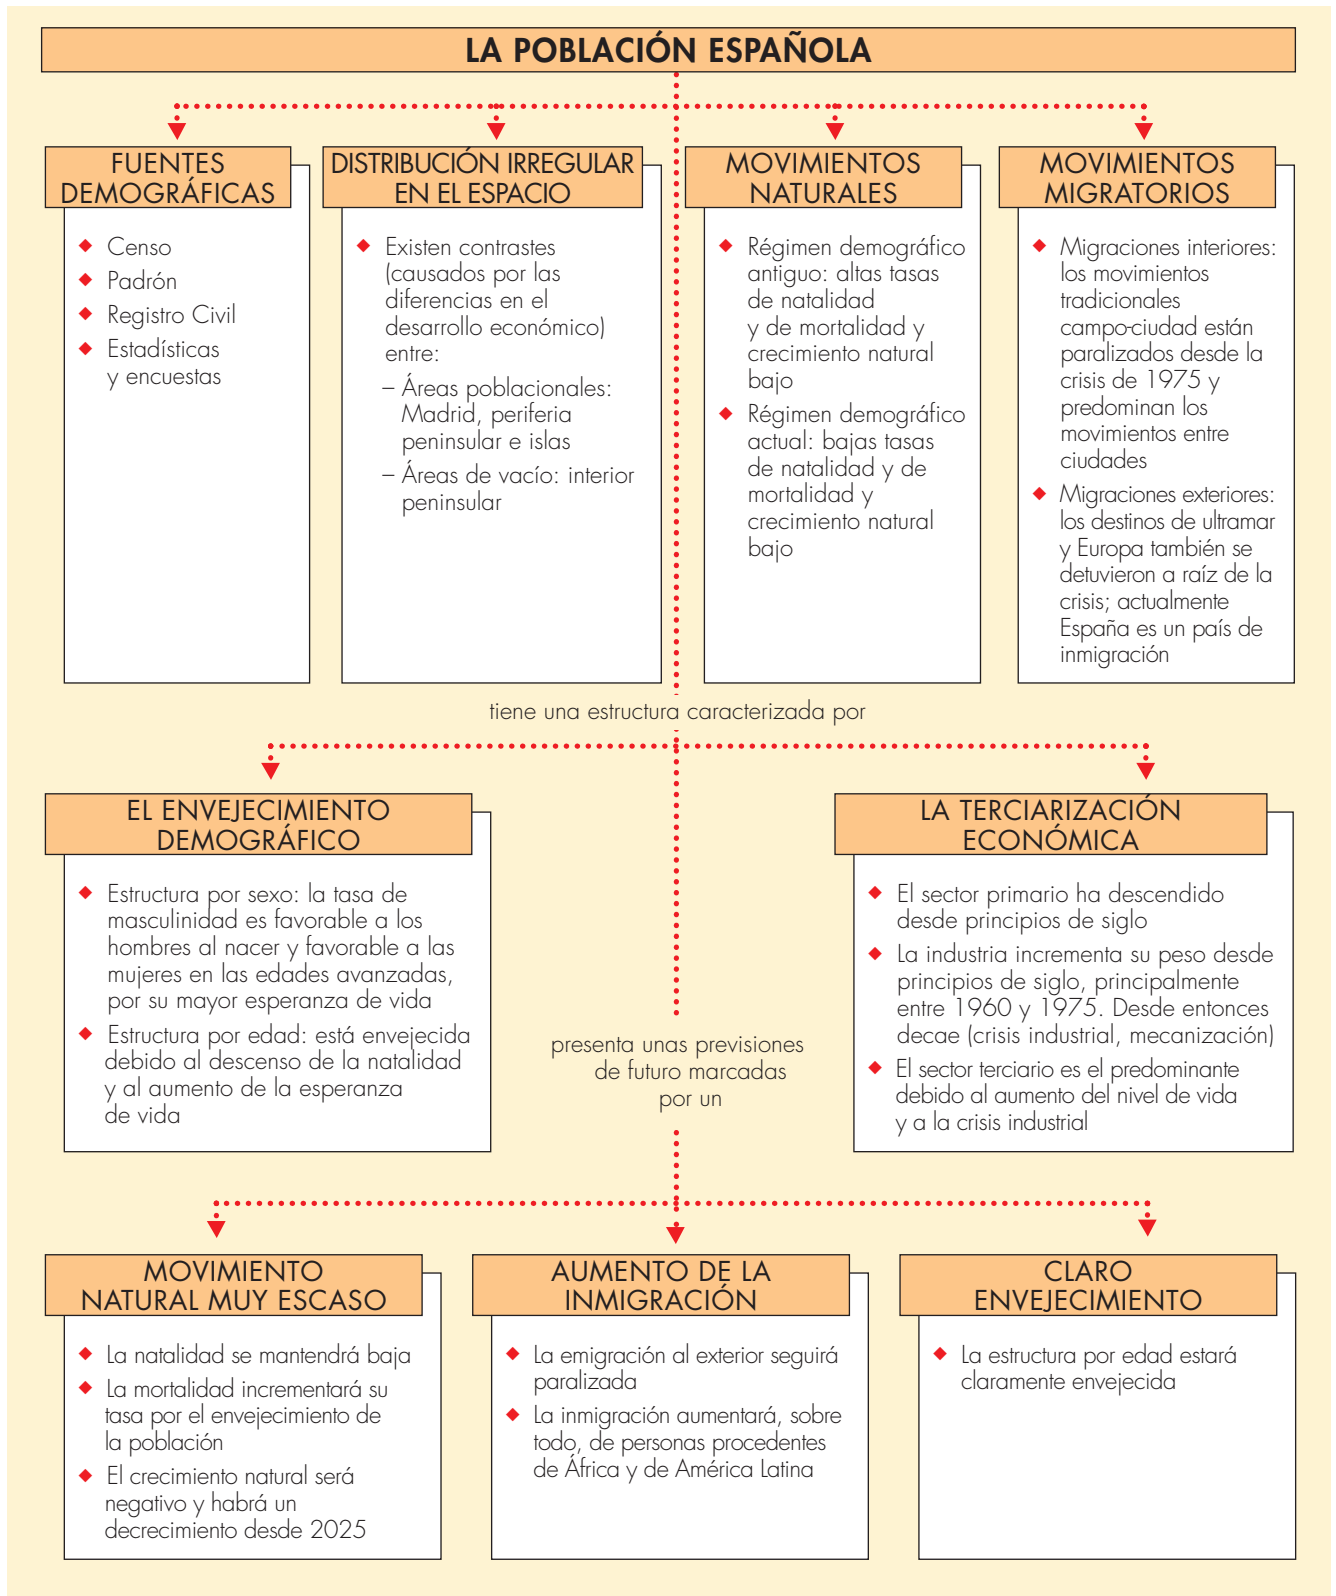 LA POBLACIÓN ESPAÑOLA
FUENTES
DEMOGRÁFICAS
◆ Censo
◆ Padrón
◆ Registro Civil
◆ Estadísticas
y encuestas
DISTRIBUCIÓN IRREGULAR
EN EL ESPACIO
◆ Existen contrastes
(causados por las
diferencias en el
desarrollo económico)
entre:
– Áreas poblacionales:
Madrid, periferia
peninsular e islas
– Áreas de vacío: interior
peninsular
MOVIMIENTOS
NATURALES
◆ Régimen demográfico
antiguo: altas tasas
de natalidad
y de mortalidad y
crecimiento natural
bajo
◆ Régimen demográfico
actual: bajas tasas
de natalidad y de
mortalidad y
crecimiento natural
bajo
MOVIMIENTOS
MIGRATORIOS
◆ Migraciones interiores:
los movimientos
tradicionales
campo-ciudad están
paralizados desde la
crisis de 1975 y
predominan los
movimientos entre
ciudades
◆ Migraciones exteriores:
los destinos de ultramar
y Europa también se
detuvieron a raíz de la
crisis; actualmente
España es un país de
inmigración
tiene una estructura caracterizada por
EL ENVEJECIMIENTO
DEMOGRÁFICO
◆ Estructura por sexo: la tasa de
masculinidad es favorable a los
hombres al nacer y favorable a las
mujeres en las edades avanzadas,
por su mayor esperanza de vida
◆ Estructura por edad: está envejecida
debido al descenso de la natalidad
y al aumento de la esperanza
de vida
LA TERCIARIZACIÓN
ECONÓMICA
◆ El sector primario ha descendido
desde principios de siglo
◆ La industria incrementa su peso desde
principios de siglo, principalmente
entre 1960 y 1975. Desde entonces
decae (crisis industrial, mecanización)
◆ El sector terciario es el predominante
debido al aumento del nivel de vida
y a la crisis industrial
presenta unas previsiones
de futuro marcadas
por un
MOVIMIENTO
NATURAL MUY ESCASO
◆ La natalidad se mantendrá baja
◆ La mortalidad incrementará su
tasa por el envejecimiento de
la población
◆ El crecimiento natural será
negativo y habrá un
decrecimiento desde 2025
AUMENTO DE LA
INMIGRACIÓN
◆ La emigración al exterior seguirá
paralizada
◆ La inmigración aumentará, sobre
todo, de personas procedentes
de África y de América Latina
CLARO
ENVEJECIMIENTO
◆ La estructura por edad estará
claramente envejecida